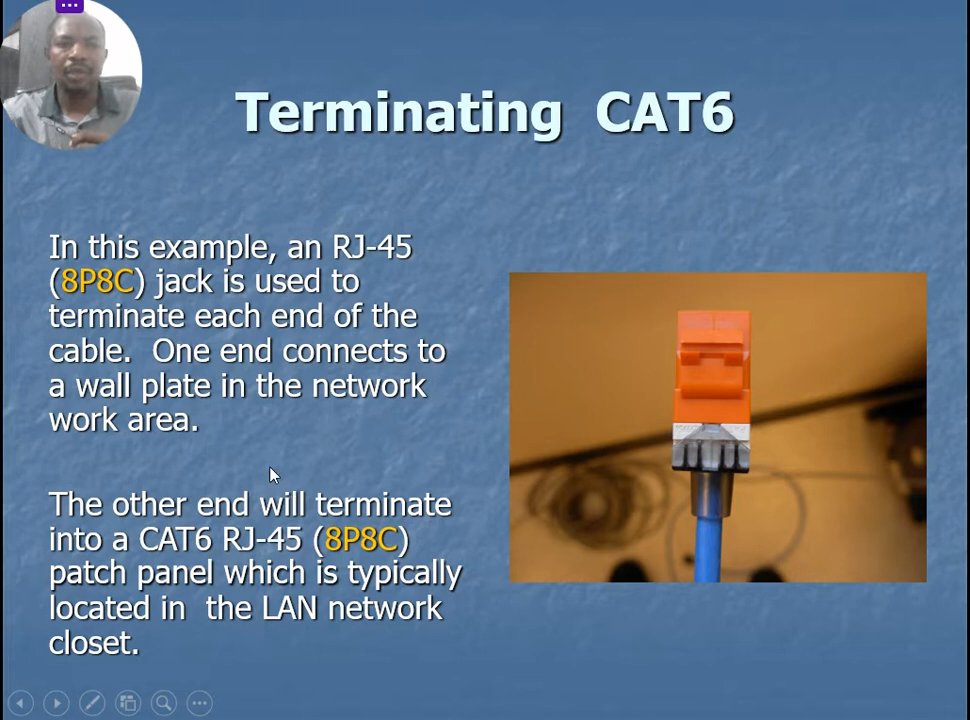 Terminating CAT6
In this example, an RJ-45
(8P8C) jack is used to
terminate each end of the
cable. One end connects to
a wall plate in the network
work area.
The other end will terminate
into a CAT6 RJ-45 (8P8C)
patch panel which is typically
located in the LAN network
closet.